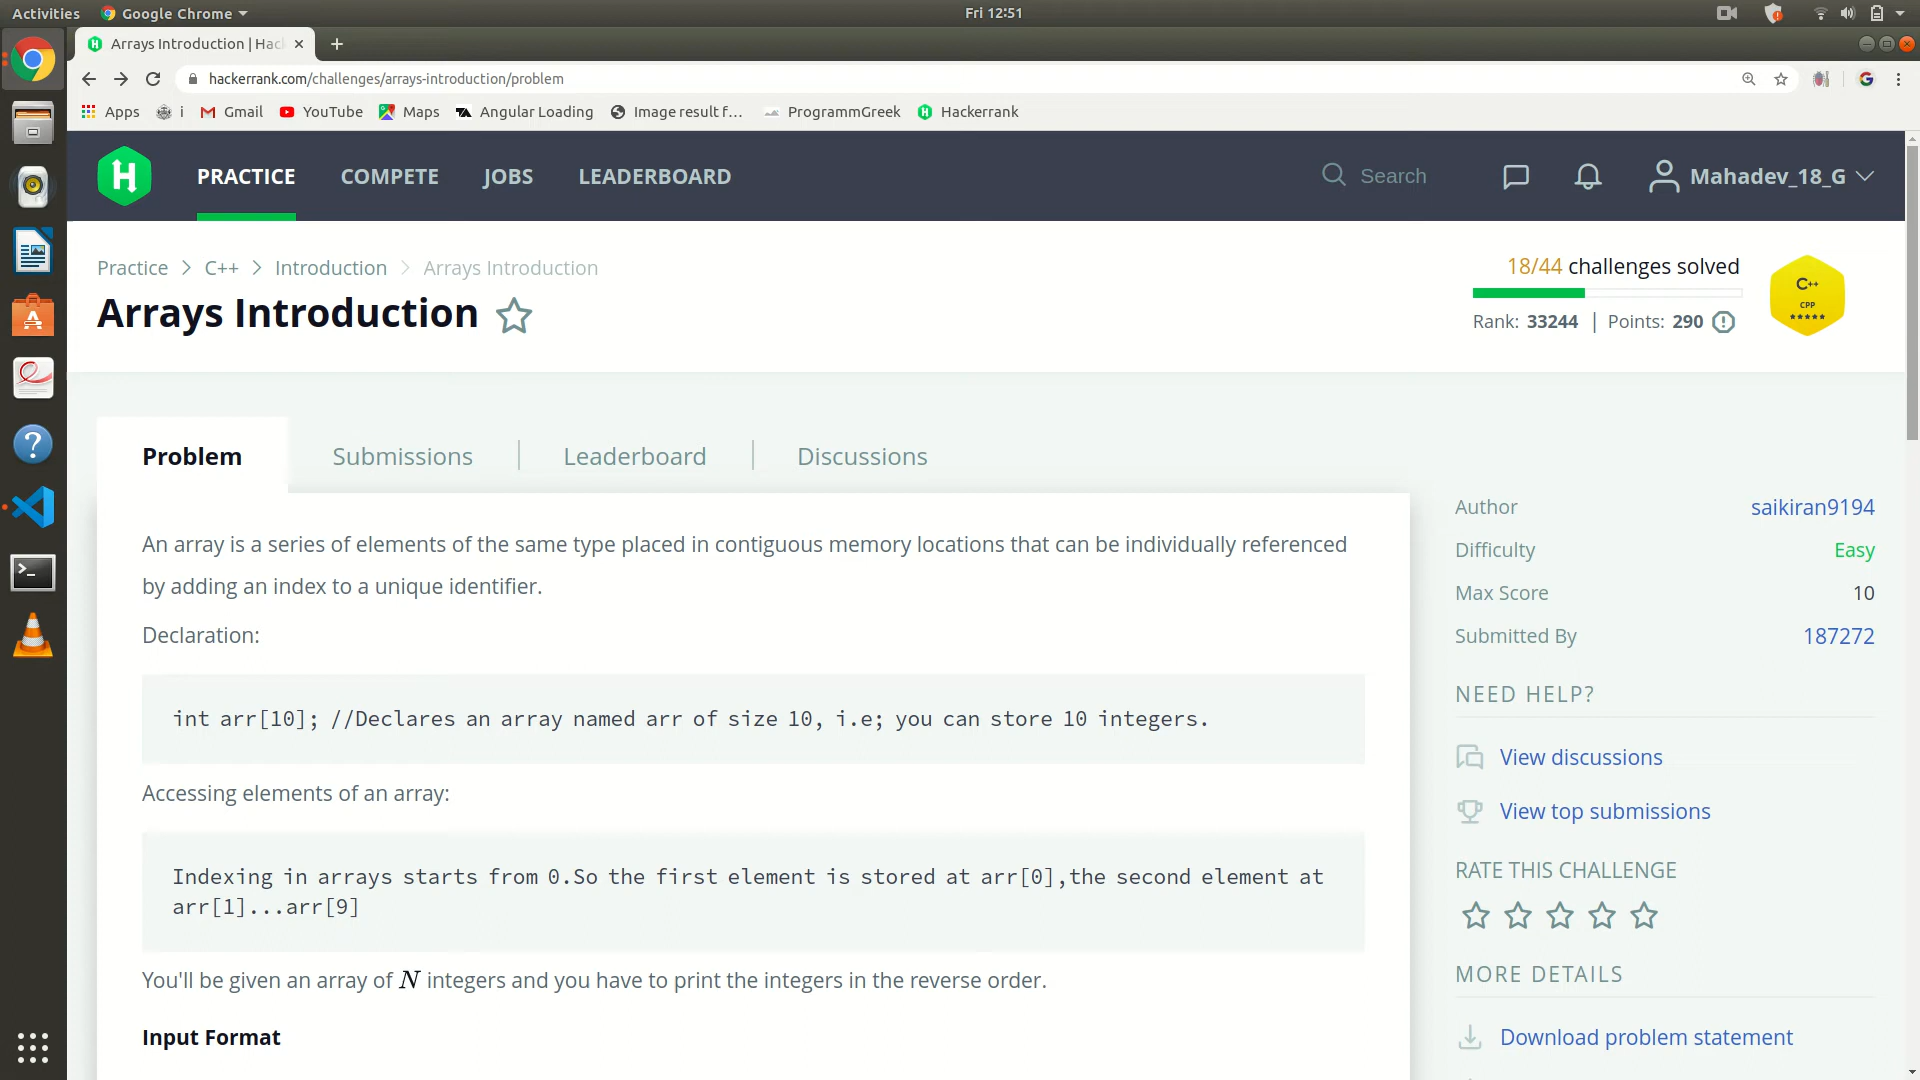 Activities Google Chrome Fri 12:51
Arrays Introduction | Hac
hackerrank.com/challenges/arrays-introduction/problem
Apps i Gmail YouTube Maps Angular Loading Image result f... ProgrammGreek Hackerrank
PRACTICE COMPETE JOBS LEADERBOARD Search Mahadev_18_G
Practice > C++ > Introduction > Arrays Introduction
Arrays Introduction
18/44 challenges solved
Rank: 33244 | Points: 290
C++
CPP
Problem Submissions Leaderboard Discussions
An array is a series of elements of the same type placed in contiguous memory locations that can be individually referenced
by adding an index to a unique identifier.
Declaration:
int arr[10]; //Declares an array named arr of size 10, i.e; you can store 10 integers.
Accessing elements of an array:
Indexing in arrays starts from 0.So the first element is stored at arr[0],the second element at
arr[1]...arr[9]
You'll be given an array of N integers and you have to print the integers in the reverse order.
Input Format
Author saikiran9194
Difficulty Easy
Max Score 10
Submitted By 187272
NEED HELP?
View discussions
View top submissions
RATE THIS CHALLENGE
MORE DETAILS
Download problem statement